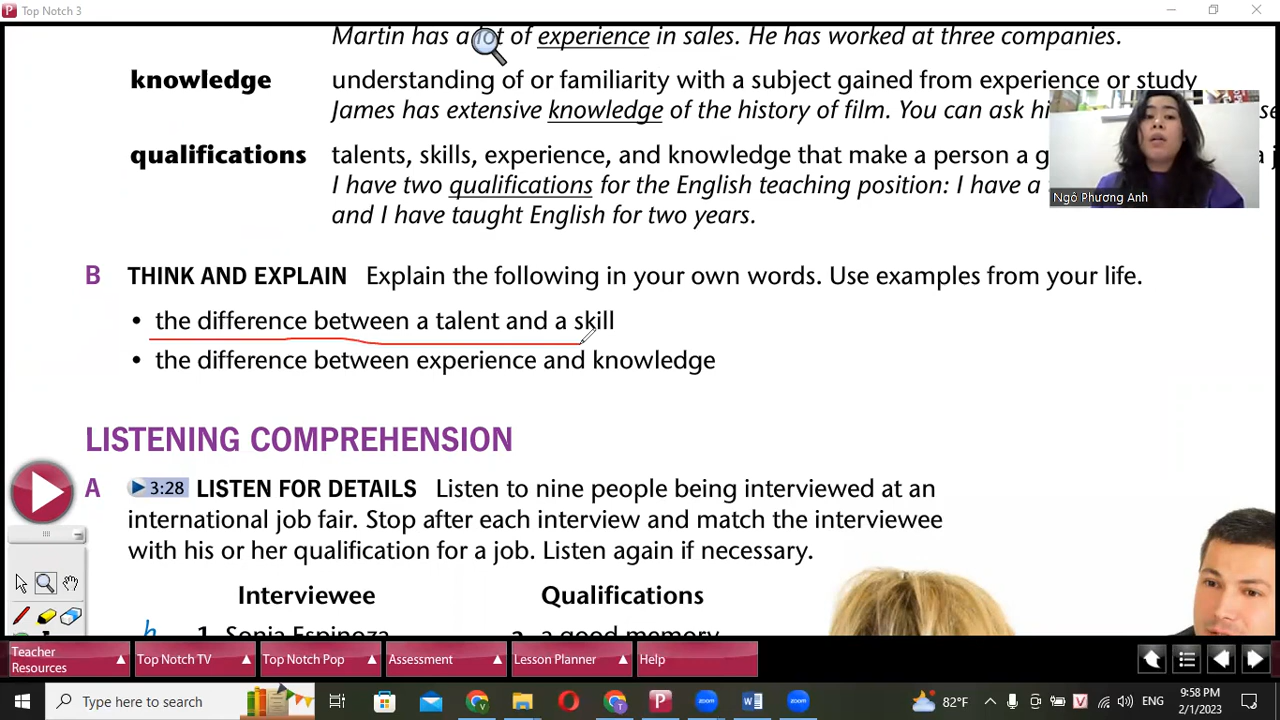 Top Notch 3
Martin has a lot of experience in sales. He has worked at three companies.
knowledge understanding of or familiarity with a subject gained from experience or study
James has extensive knowledge of the history of film. You can ask hi
qualifications talents, skills, experience, and knowledge that make a person a g
I have two qualifications for the English teaching position: I have a
and I have taught English for two years.
Ngô Phương Anh
B THINK AND EXPLAIN Explain the following in your own words. Use examples from your life.
• the difference between a talent and a skill
• the difference between experience and knowledge
LISTENING COMPREHENSION
A 3:28 LISTEN FOR DETAILS Listen to nine people being interviewed at an
international job fair. Stop after each interview and match the interviewee
with his or her qualification for a job. Listen again if necessary.
Interviewee Qualifications
h 1 Sonia Espinoza a a good memory
Teacher Resources Top Notch TV Top Notch Pop Assessment Lesson Planner Help
Type here to search
82°F ENG 9:58 PM
2/1/2023